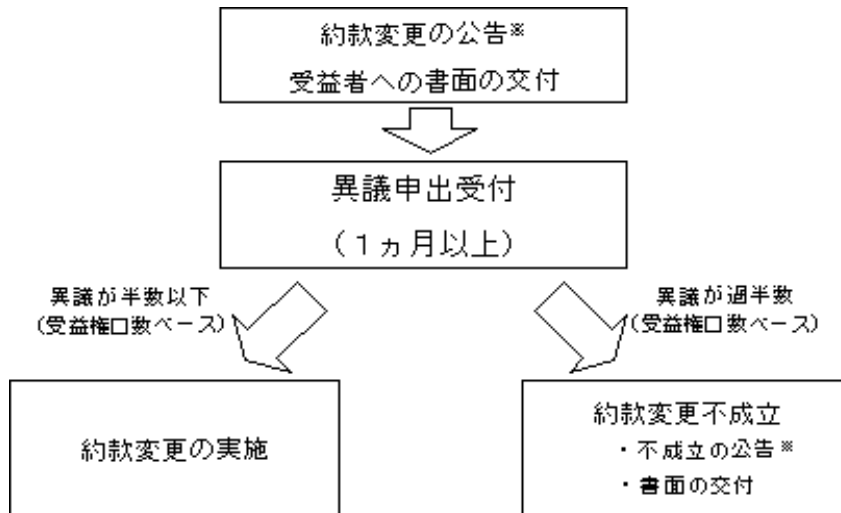 約款変更の公告※
受益者への書面の交付
異議申出受付
（１ヵ月以上）
異議が半数以下
（受益権口数ベース）
異議が過半数
（受益権口数ベース）
約款変更の実施
約款変更不成立
・不成立の公告※
・書面の交付